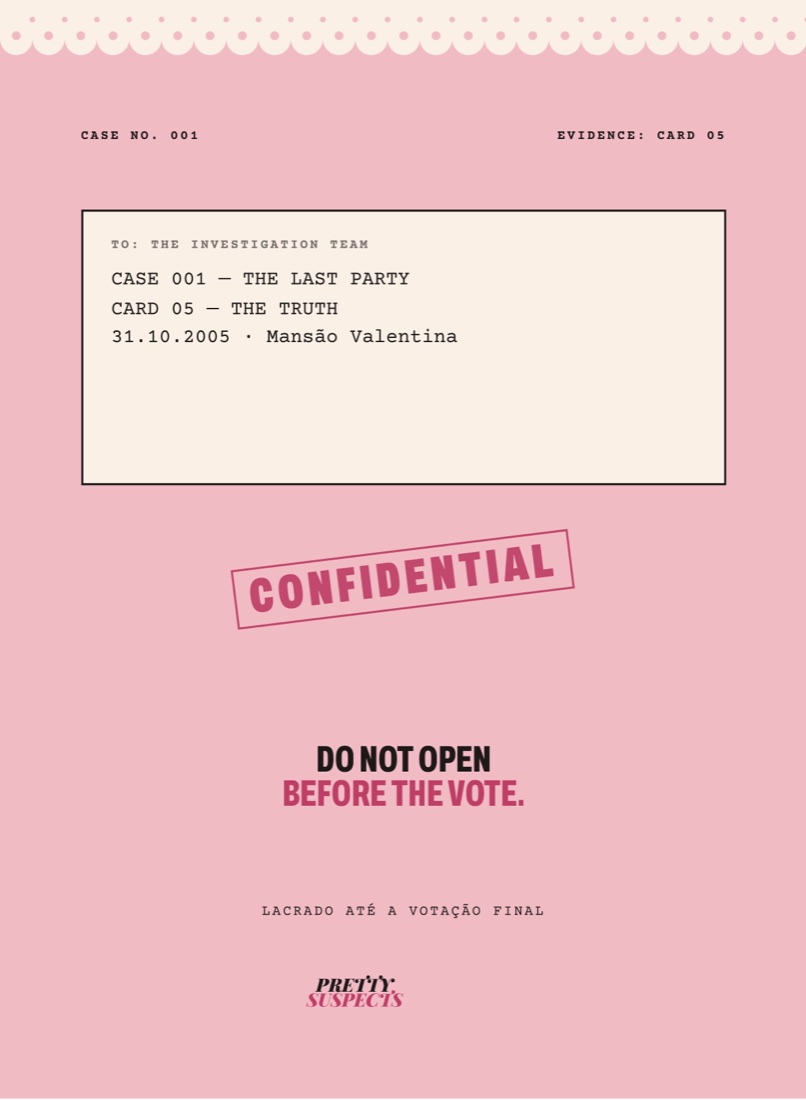 CASE NO. 001
EVIDENCE: CARD 05
TO: THE INVESTIGATION TEAM
CASE 001 — THE LAST PARTY
CARD 05 — THE TRUTH
31.10.2005 · Mansão Valentina
CONFIDENTIAL
DO NOT OPEN
BEFORE THE VOTE.
LACRADO ATÉ A VOTAÇÃO FINAL
PRETTY
SUSPECTS